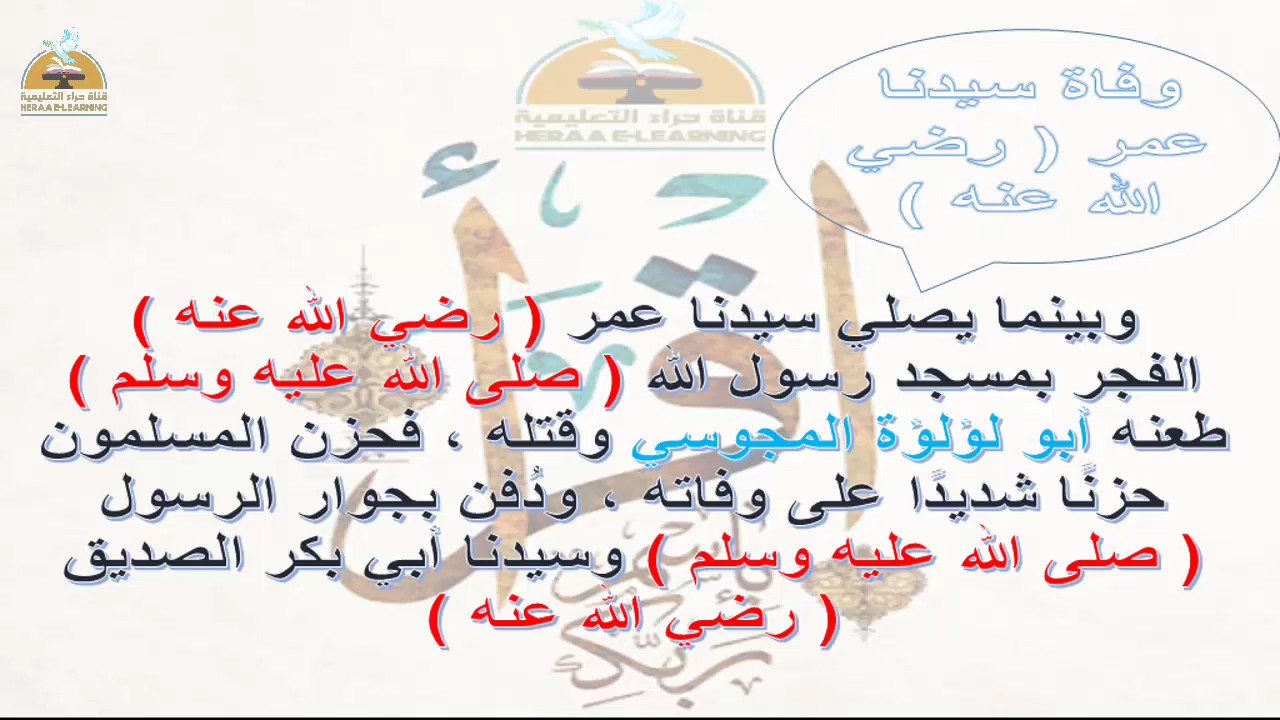 قناة حراء التعليمية
HERAA E-LEARNING
قناة حراء التعليمية
HERAA E-LEARNING
وفاة سيدنا
عمر ( رضي
الله عنه )
وبينما يصلي سيدنا عمر ( رضي الله عنه )
الفجر بمسجد رسول الله ( صلى الله عليه وسلم )
طعنه أبو لؤلؤة المجوسي وقتله ، فحزن المسلمون
حزنًا شديدًا على وفاته ، ودُفن بجوار الرسول
( صلى الله عليه وسلم ) وسيدنا أبي بكر الصديق
( رضي الله عنه )
اقرأ
باسم
ربك